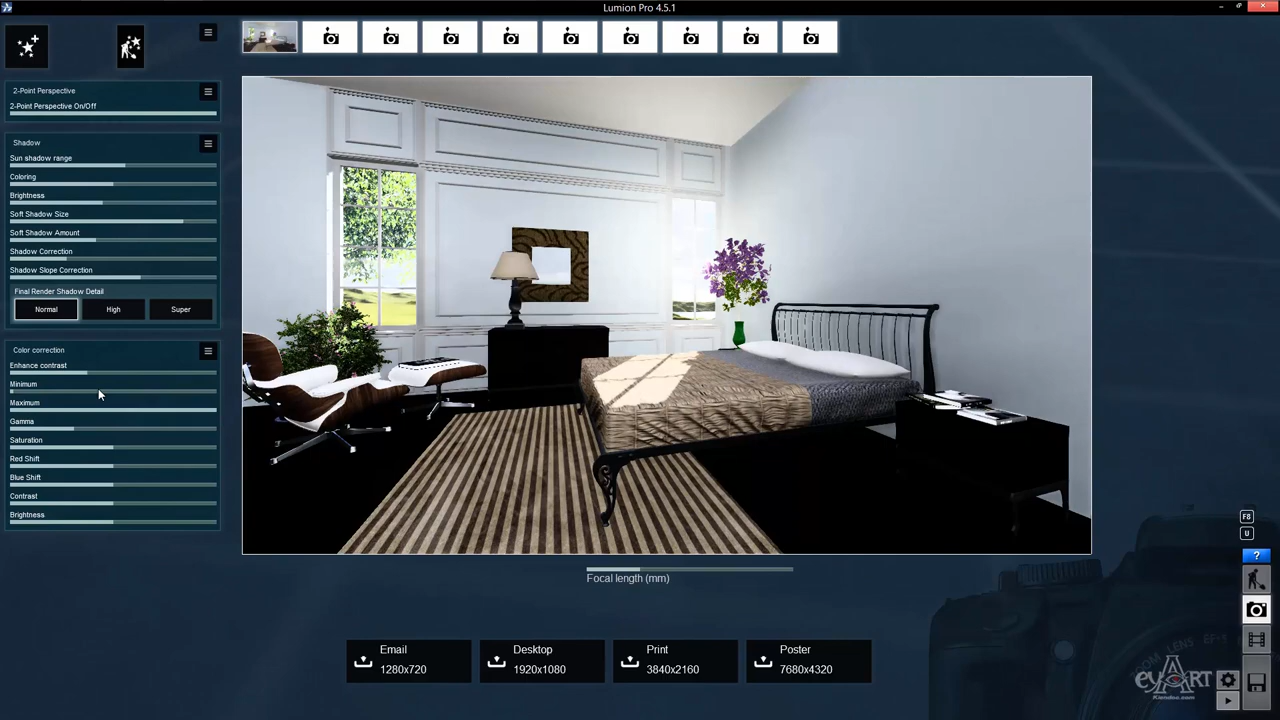 Lumion Pro 4.5.1
2-Point Perspective
2-Point Perspective On/Off
Shadow
Sun shadow range
Coloring
Brightness
Soft Shadow Size
Soft Shadow Amount
Shadow Correction
Shadow Slope Correction
Final Render Shadow Detail
Normal High Super
Color correction
Enhance contrast
Minimum
Maximum
Gamma
Saturation
Red Shift
Blue Shift
Contrast
Brightness
Focal length (mm)
Email
1280x720
Desktop
1920x1080
Print
3840x2160
Poster
7680x4320
F8
U
?